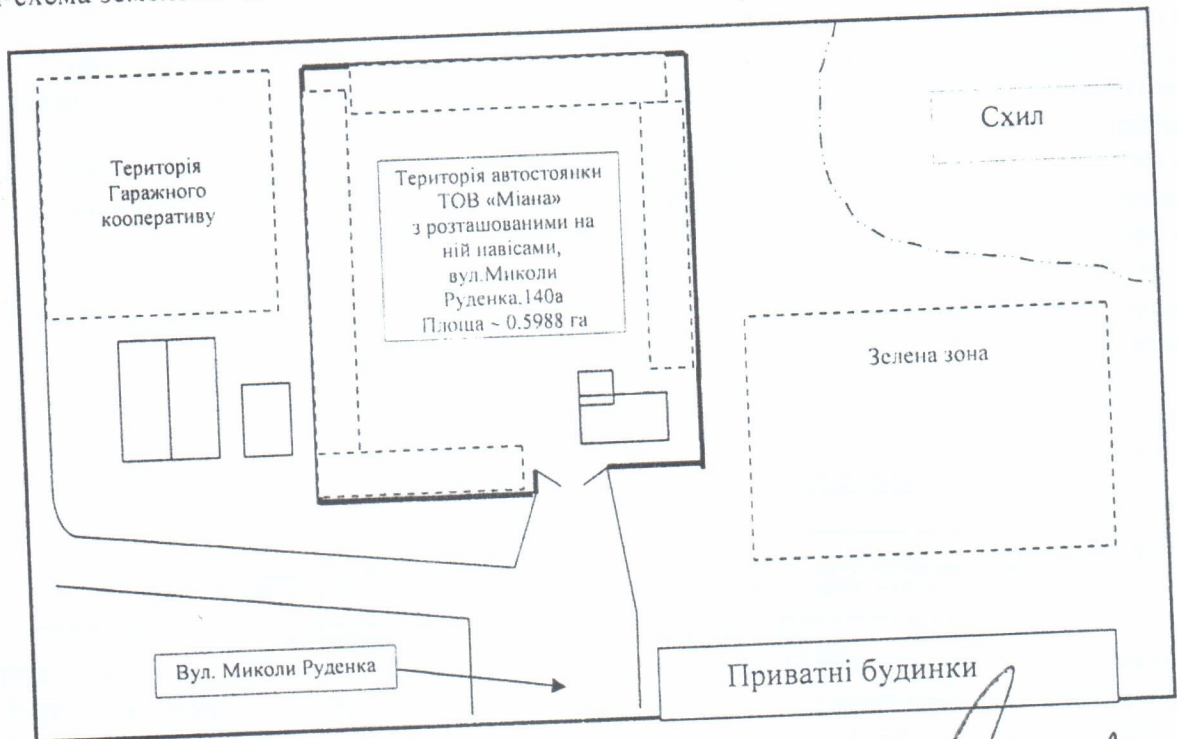 схема
Територія
Гаражного
кооперативу
Територія автостоянки
ТОВ «Міана»
з розташованими на
ній навісами,
вул.Миколи
Руденка.140а
Площа ~ 0.5988 га
Схил
Зелена зона
Вул. Миколи Руденка
Приватні будинки